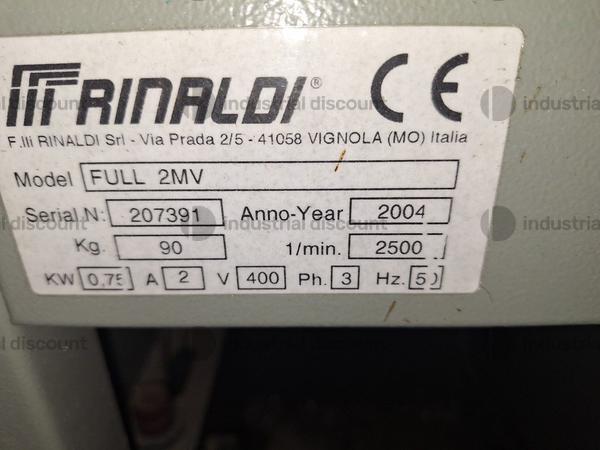 RINALDI® CE
F.lli RINALDI Srl - Via Prada 2/5 - 41058 VIGNOLA (MO) Italia
Model FULL 2MV
Serial N: 207391 Anno-Year 2004
Kg. 90 1/min. 2500
KW 0,75 A 2 V 400 Ph. 3 Hz. 50
industrial discount